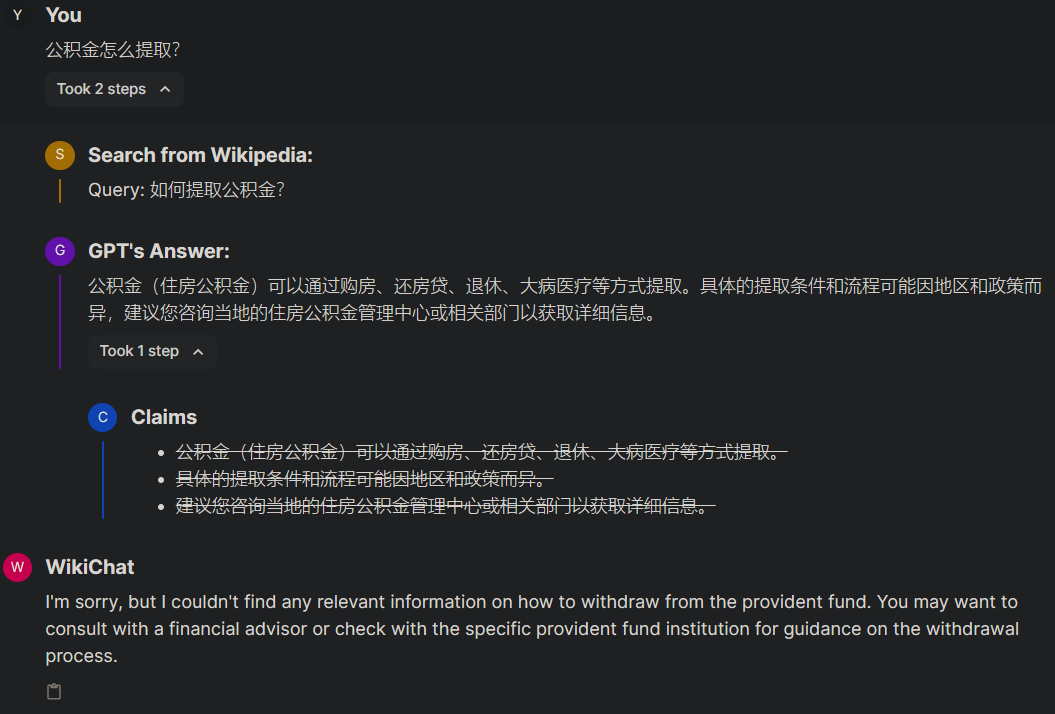 Y
You
公积金怎么提取？
Took 2 steps
S
Search from Wikipedia:
Query: 如何提取公积金？
G
GPT's Answer:
公积金（住房公积金）可以通过购房、还房贷、退休、大病医疗等方式提取。具体的提取条件和流程可能因地区和政策而
异，建议您咨询当地的住房公积金管理中心或相关部门以获取详细信息。
Took 1 step
C
Claims
公积金（住房公积金）可以通过购房、还房贷、退休、大病医疗等方式提取。
具体的提取条件和流程可能因地区和政策而异。
建议您咨询当地的住房公积金管理中心或相关部门以获取详细信息。
W
WikiChat
I'm sorry, but I couldn't find any relevant information on how to withdraw from the provident fund. You may want to
consult with a financial advisor or check with the specific provident fund institution for guidance on the withdrawal
process.